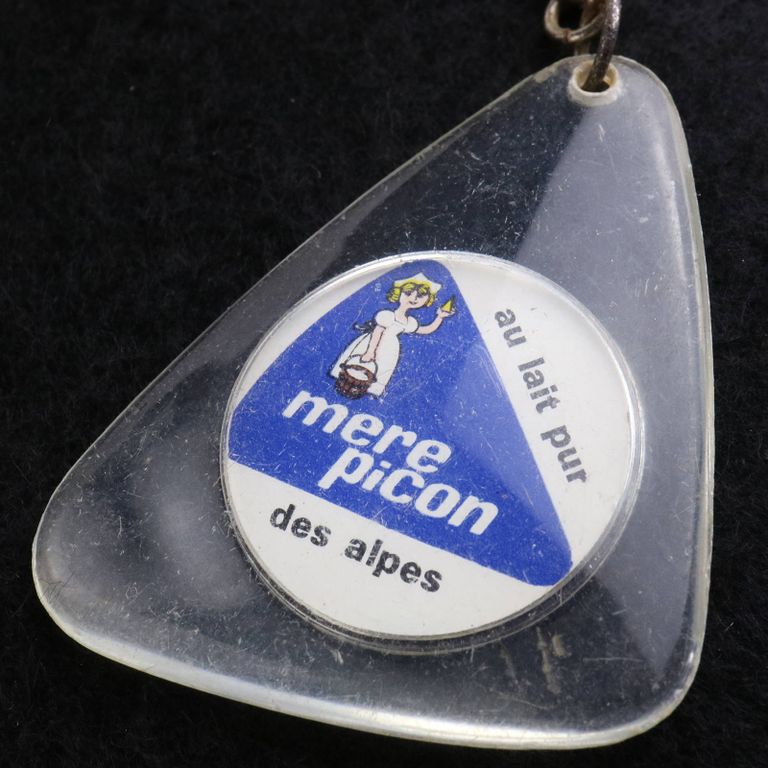 mere
picon
au lait pur
des alpes